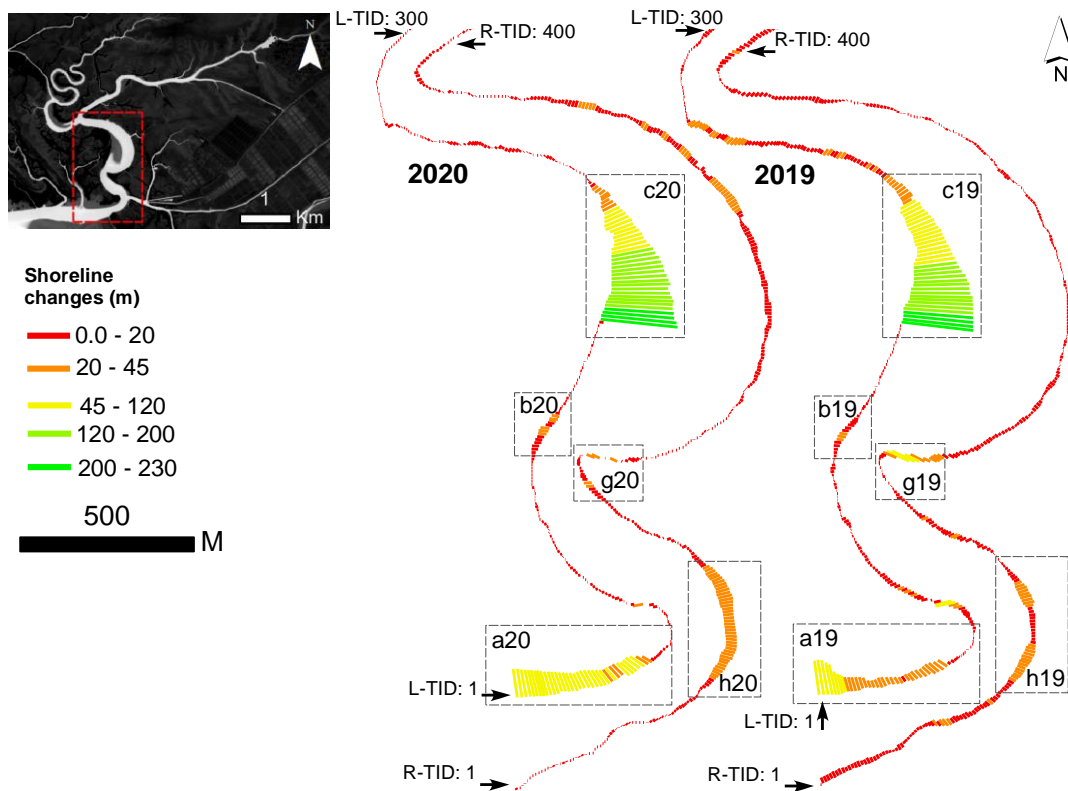 L-TID: 300
R-TID: 400
L-TID: 300
R-TID: 400
N
N
1
Km
2020
2019
c20
c19
Shoreline
changes (m)
0.0 - 20
20 - 45
45 - 120
120 - 200
200 - 230
500
M
b20
b19
g20
g19
a20
a19
h20
h19
L-TID: 1
L-TID: 1
R-TID: 1
R-TID: 1